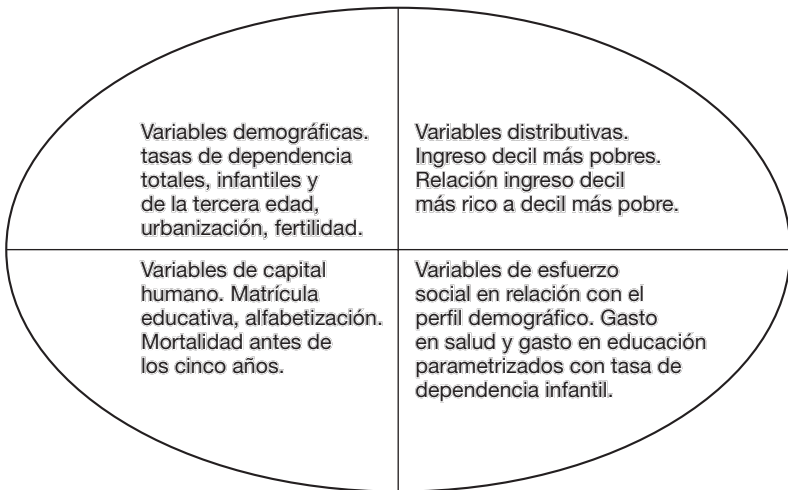 Variables demográficas.
tasas de dependencia
totales, infantiles y
de la tercera edad,
urbanización, fertilidad.
Variables distributivas.
Ingreso decil más pobres.
Relación ingreso decil
más rico a decil más pobre.
Variables de capital
humano. Matrícula
educativa, alfabetización.
Mortalidad antes de
los cinco años.
Variables de esfuerzo
social en relación con el
perfil demográfico. Gasto
en salud y gasto en educación
parametrizados con tasa de
dependencia infantil.